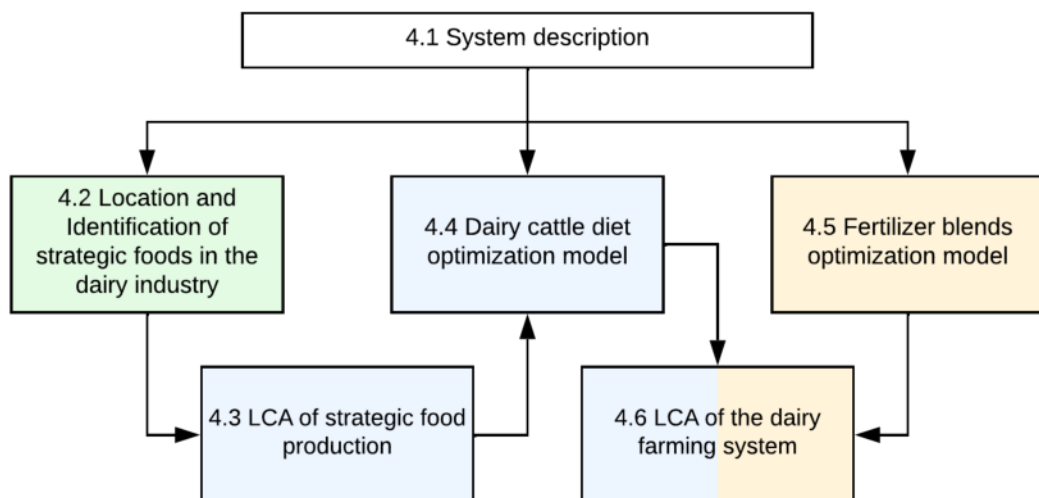 4.1 System description
4.2 Location and
Identification of
strategic foods in the
dairy industry
4.4 Dairy cattle diet
optimization model
4.5 Fertilizer blends
optimization model
4.3 LCA of strategic food
production
4.6 LCA of the dairy
farming system